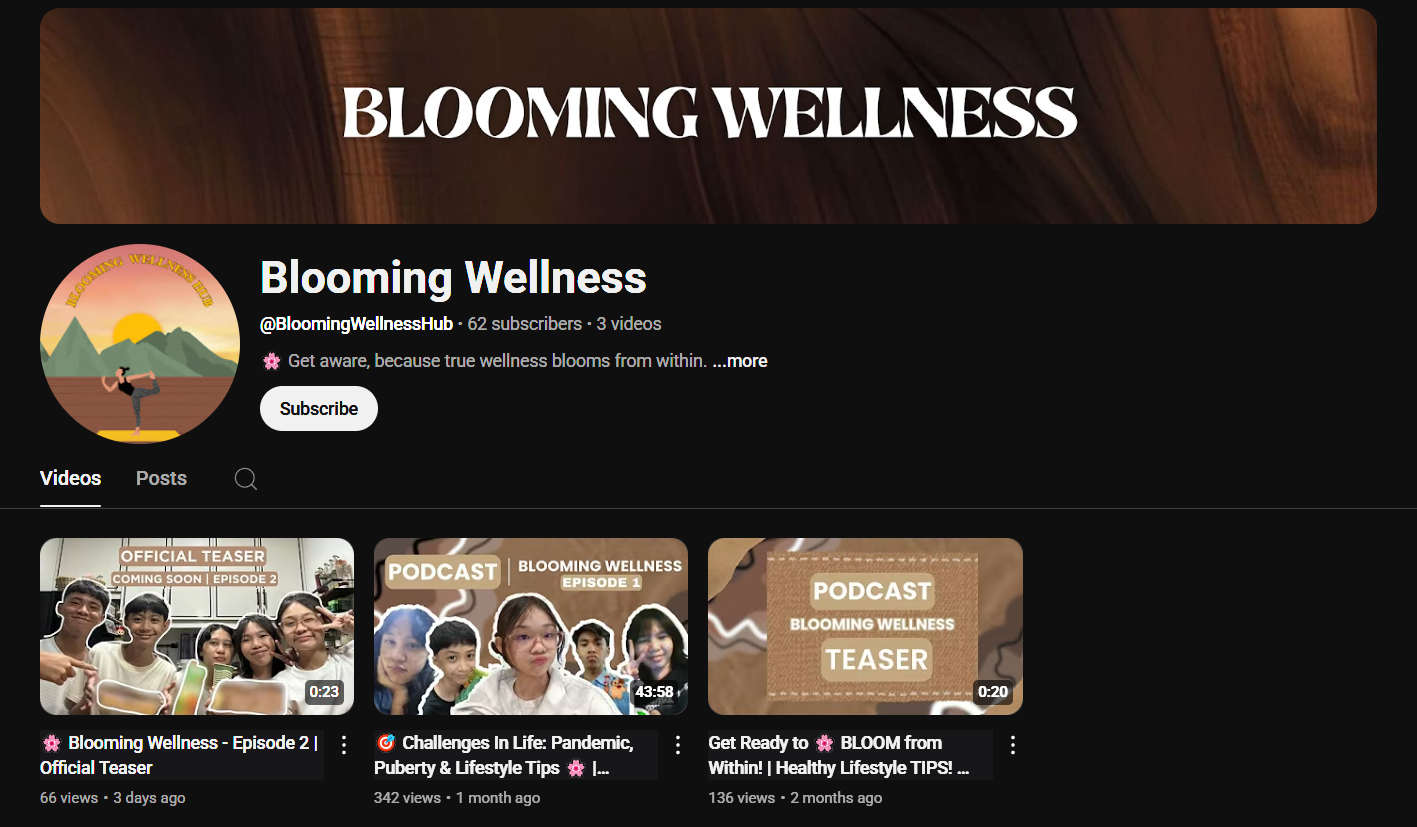 BLOOMING WELLNESS
BLOOMING WELLNESS HUB
Blooming Wellness
@BloomingWellnessHub • 62 subscribers • 3 videos
🌸 Get aware, because true wellness blooms from within. ...more
Subscribe
Videos Posts
OFFICIAL TEASER
COMING SOON | EPISODE 2
0:23
PODCAST | BLOOMING WELLNESS
EPISODE 1
43:58
PODCAST
BLOOMING WELLNESS
TEASER
0:20
🌸 Blooming Wellness - Episode 2 |
Official Teaser
66 views • 3 days ago
🎯 Challenges In Life: Pandemic,
Puberty & Lifestyle Tips 🌸 |...
342 views • 1 month ago
Get Ready to 🌸 BLOOM from
Within! | Healthy Lifestyle TIPS! ...
136 views • 2 months ago